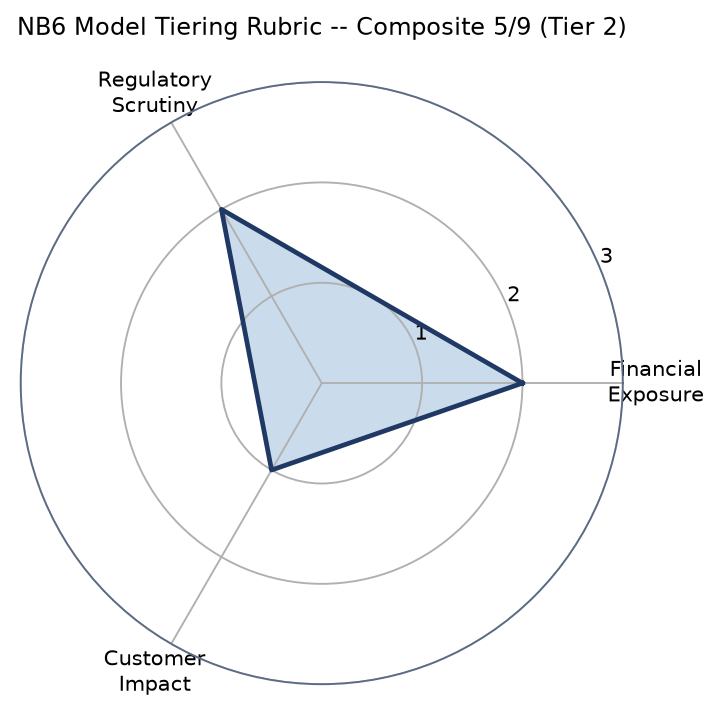 NB6 Model Tiering Rubric -- Composite 5/9 (Tier 2)
Regulatory
Scrutiny
3
2
1
Financial
Exposure
Customer
Impact